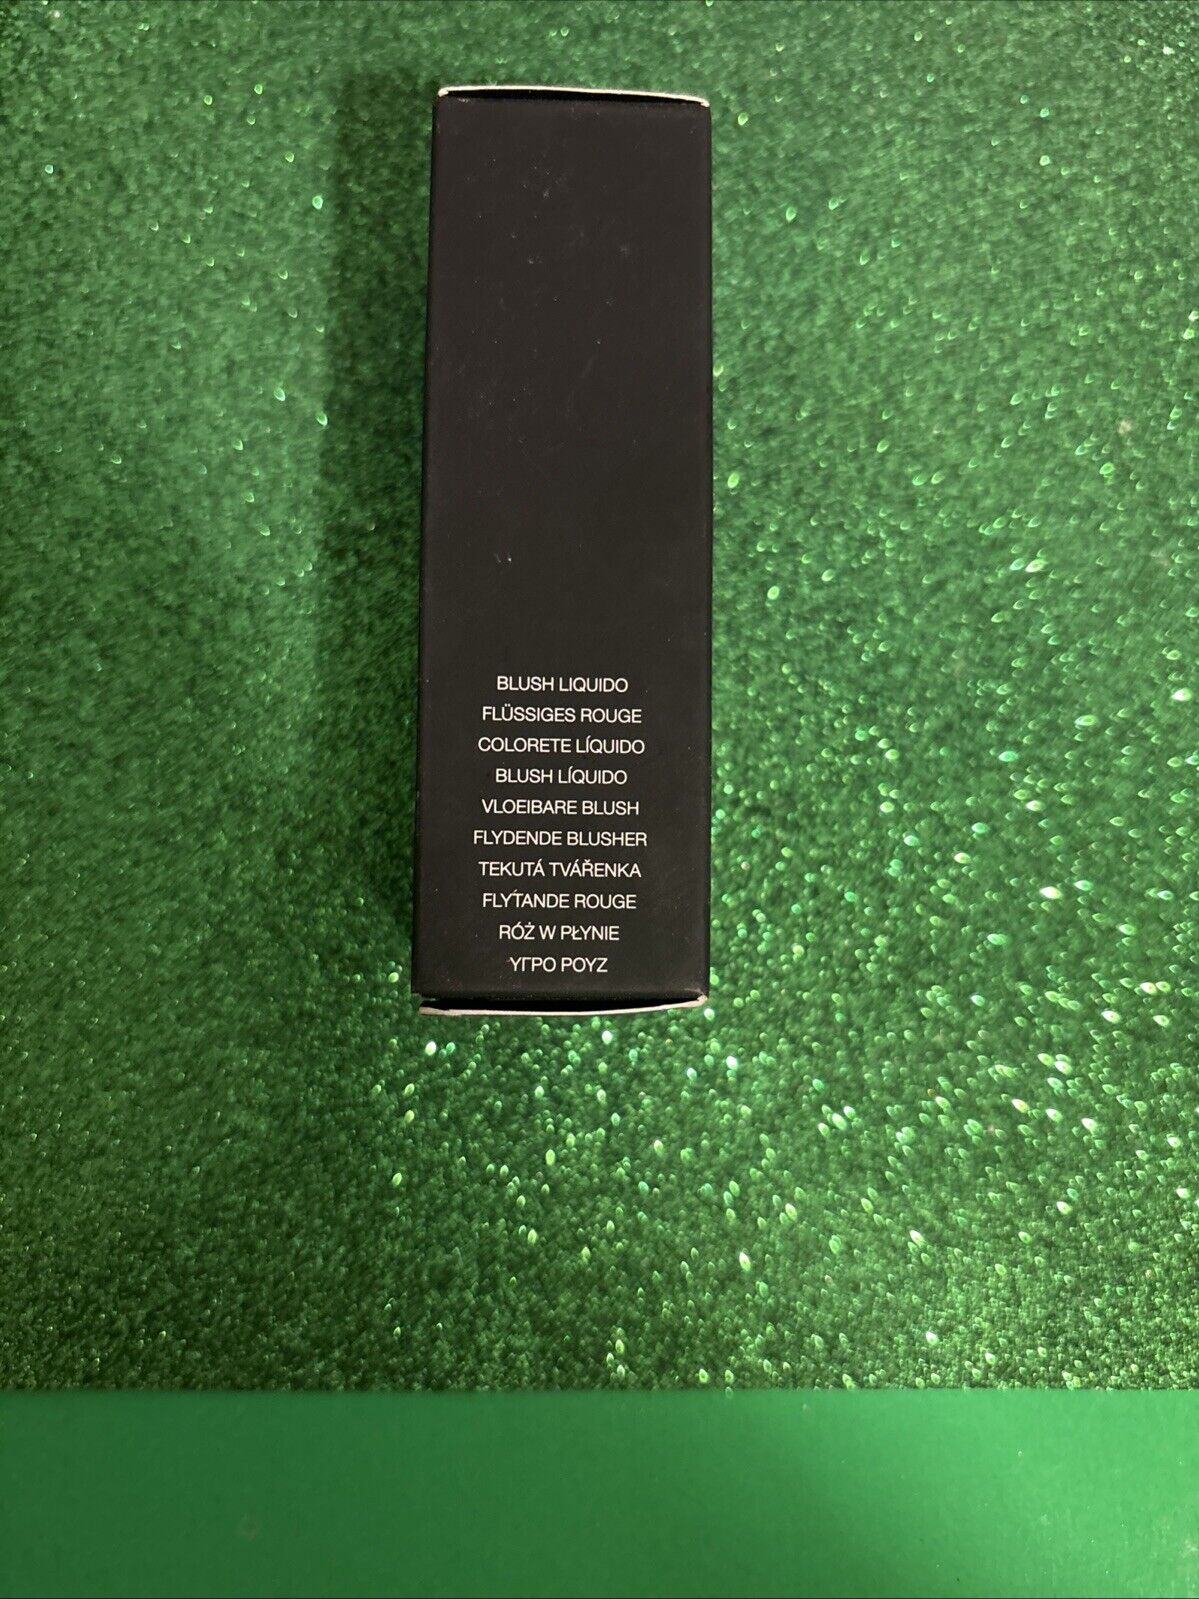 BLUSH LIQUIDO
FLÜSSIGES ROUGE
COLORETE LÍQUIDO
BLUSH LÍQUIDO
VLOEIBARE BLUSH
FLYDENDE BLUSHER
TEKUTÁ TVÁŘENKA
FLYTANDE ROUGE
RÓŻ W PŁYNIE
ΥΓΡΟ ΡΟΥΖ